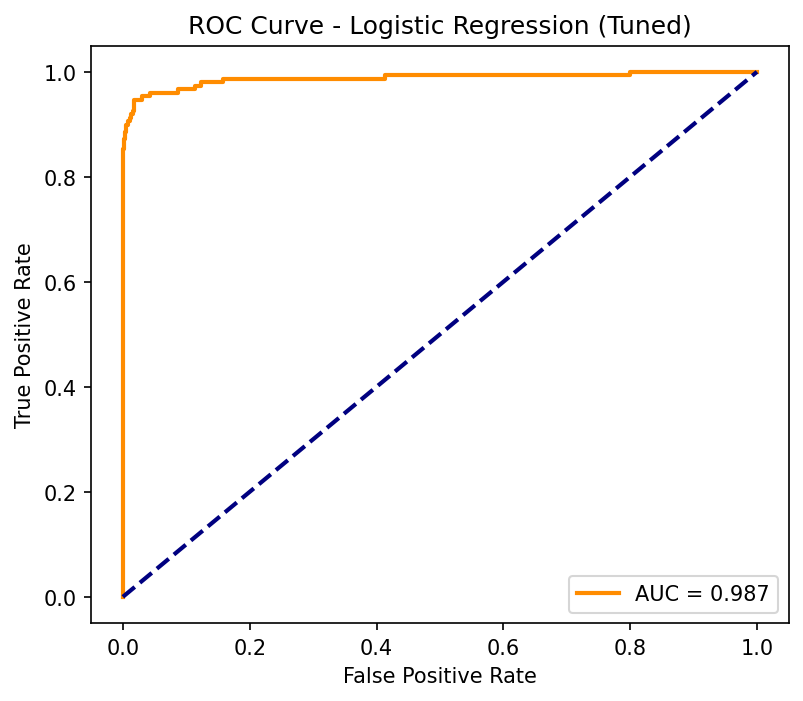 ROC Curve - Logistic Regression (Tuned)
1.0
0.8
0.6
0.4
0.2
0.0
True Positive Rate
AUC = 0.987
0.0 0.2 0.4 0.6 0.8 1.0
False Positive Rate